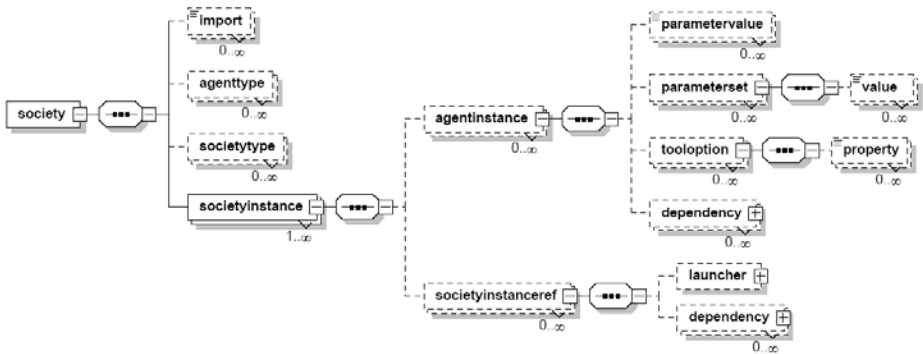 import
0..∞
agenttype
0..∞
society
societytype
0..∞
societyinstance
1..∞
agentinstance
0..∞
parametervalue
0..∞
parameterset
0..∞
value
0..∞
tooloption
0..∞
property
0..∞
dependency
0..∞
societyinstanceref
0..∞
launcher
dependency
0..∞